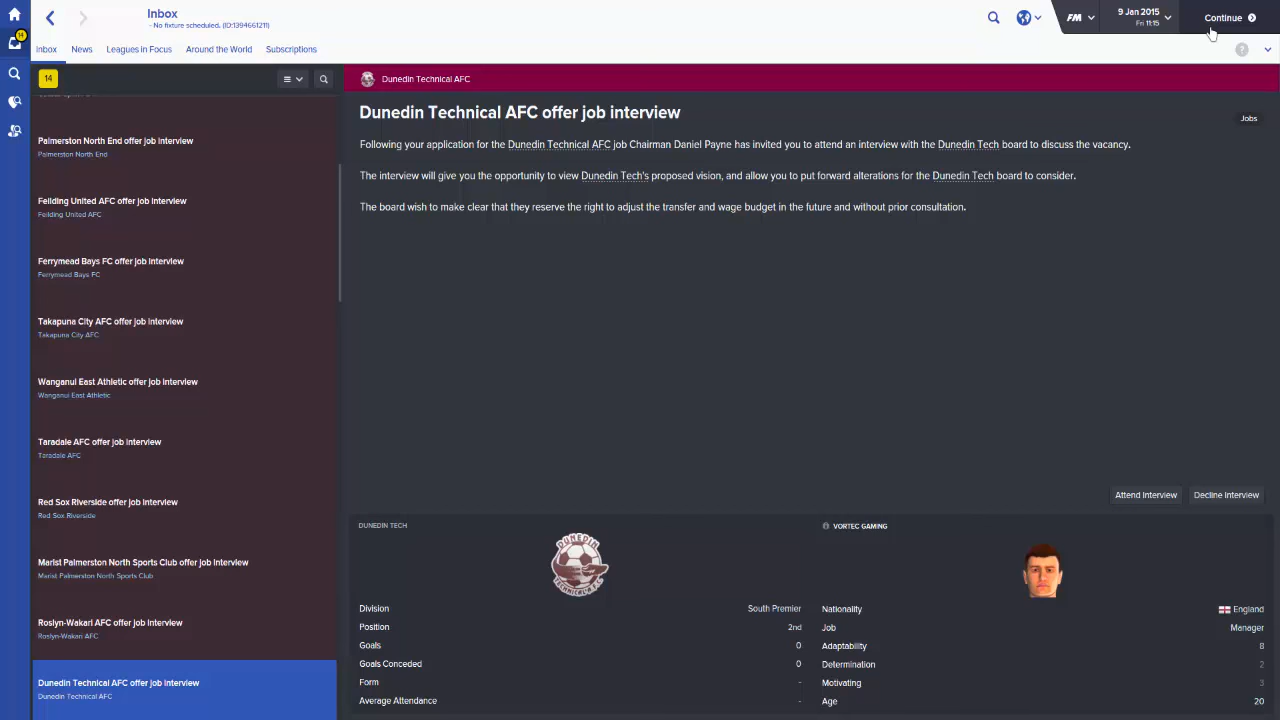 Inbox
- No fixture scheduled. (ID:1394661211)
FM
9 Jan 2015
Fri 11:15
Continue
14
Inbox
News
Leagues in Focus
Around the World
Subscriptions
?
14
Dunedin Technical AFC
Dunedin Technical AFC offer job interview
Jobs
Palmerston North End offer job interview
Palmerston North End
Following your application for the Dunedin Technical AFC job Chairman Daniel Payne has invited you to attend an interview with the Dunedin Tech board to discuss the vacancy.
The interview will give you the opportunity to view Dunedin Tech's proposed vision, and allow you to put forward alterations for the Dunedin Tech board to consider.
The board wish to make clear that they reserve the right to adjust the transfer and wage budget in the future and without prior consultation.
Feilding United AFC offer job interview
Feilding United AFC
Ferrymead Bays FC offer job interview
Ferrymead Bays FC
Takapuna City AFC offer job interview
Takapuna City AFC
Wanganui East Athletic offer job interview
Wanganui East Athletic
Taradale AFC offer job interview
Taradale AFC
Red Sox Riverside offer job interview
Red Sox Riverside
Marist Palmerston North Sports Club offer job interview
Marist Palmerston North Sports Club
Roslyn-Wakari AFC offer job interview
Roslyn-Wakari AFC
Dunedin Technical AFC offer job interview
Dunedin Technical AFC
Attend Interview
Decline Interview
DUNEDIN TECH
DUNEDIN
Division South Premier
Position 2nd
Goals 0
Goals Conceded 0
Form -
Average Attendance -
VORTEC GAMING
Nationality England
Job Manager
Adaptability 8
Determination 2
Motivating 3
Age 20